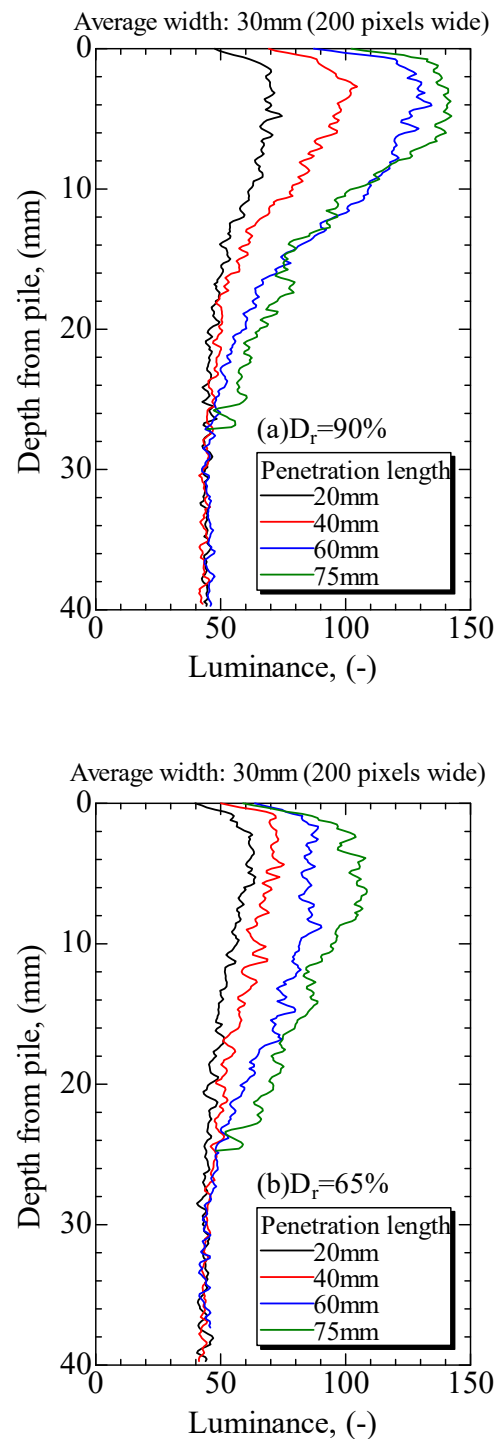 Average width: 30mm (200 pixels wide)
0
10
20
30
40
Depth from pile, (mm)
(a)D_r=90%
Penetration length
20mm
40mm
60mm
75mm
0 50 100 150
Luminance, (-)
Average width: 30mm (200 pixels wide)
0
10
20
30
40
Depth from pile, (mm)
(b)D_r=65%
Penetration length
20mm
40mm
60mm
75mm
0 50 100 150
Luminance, (-)